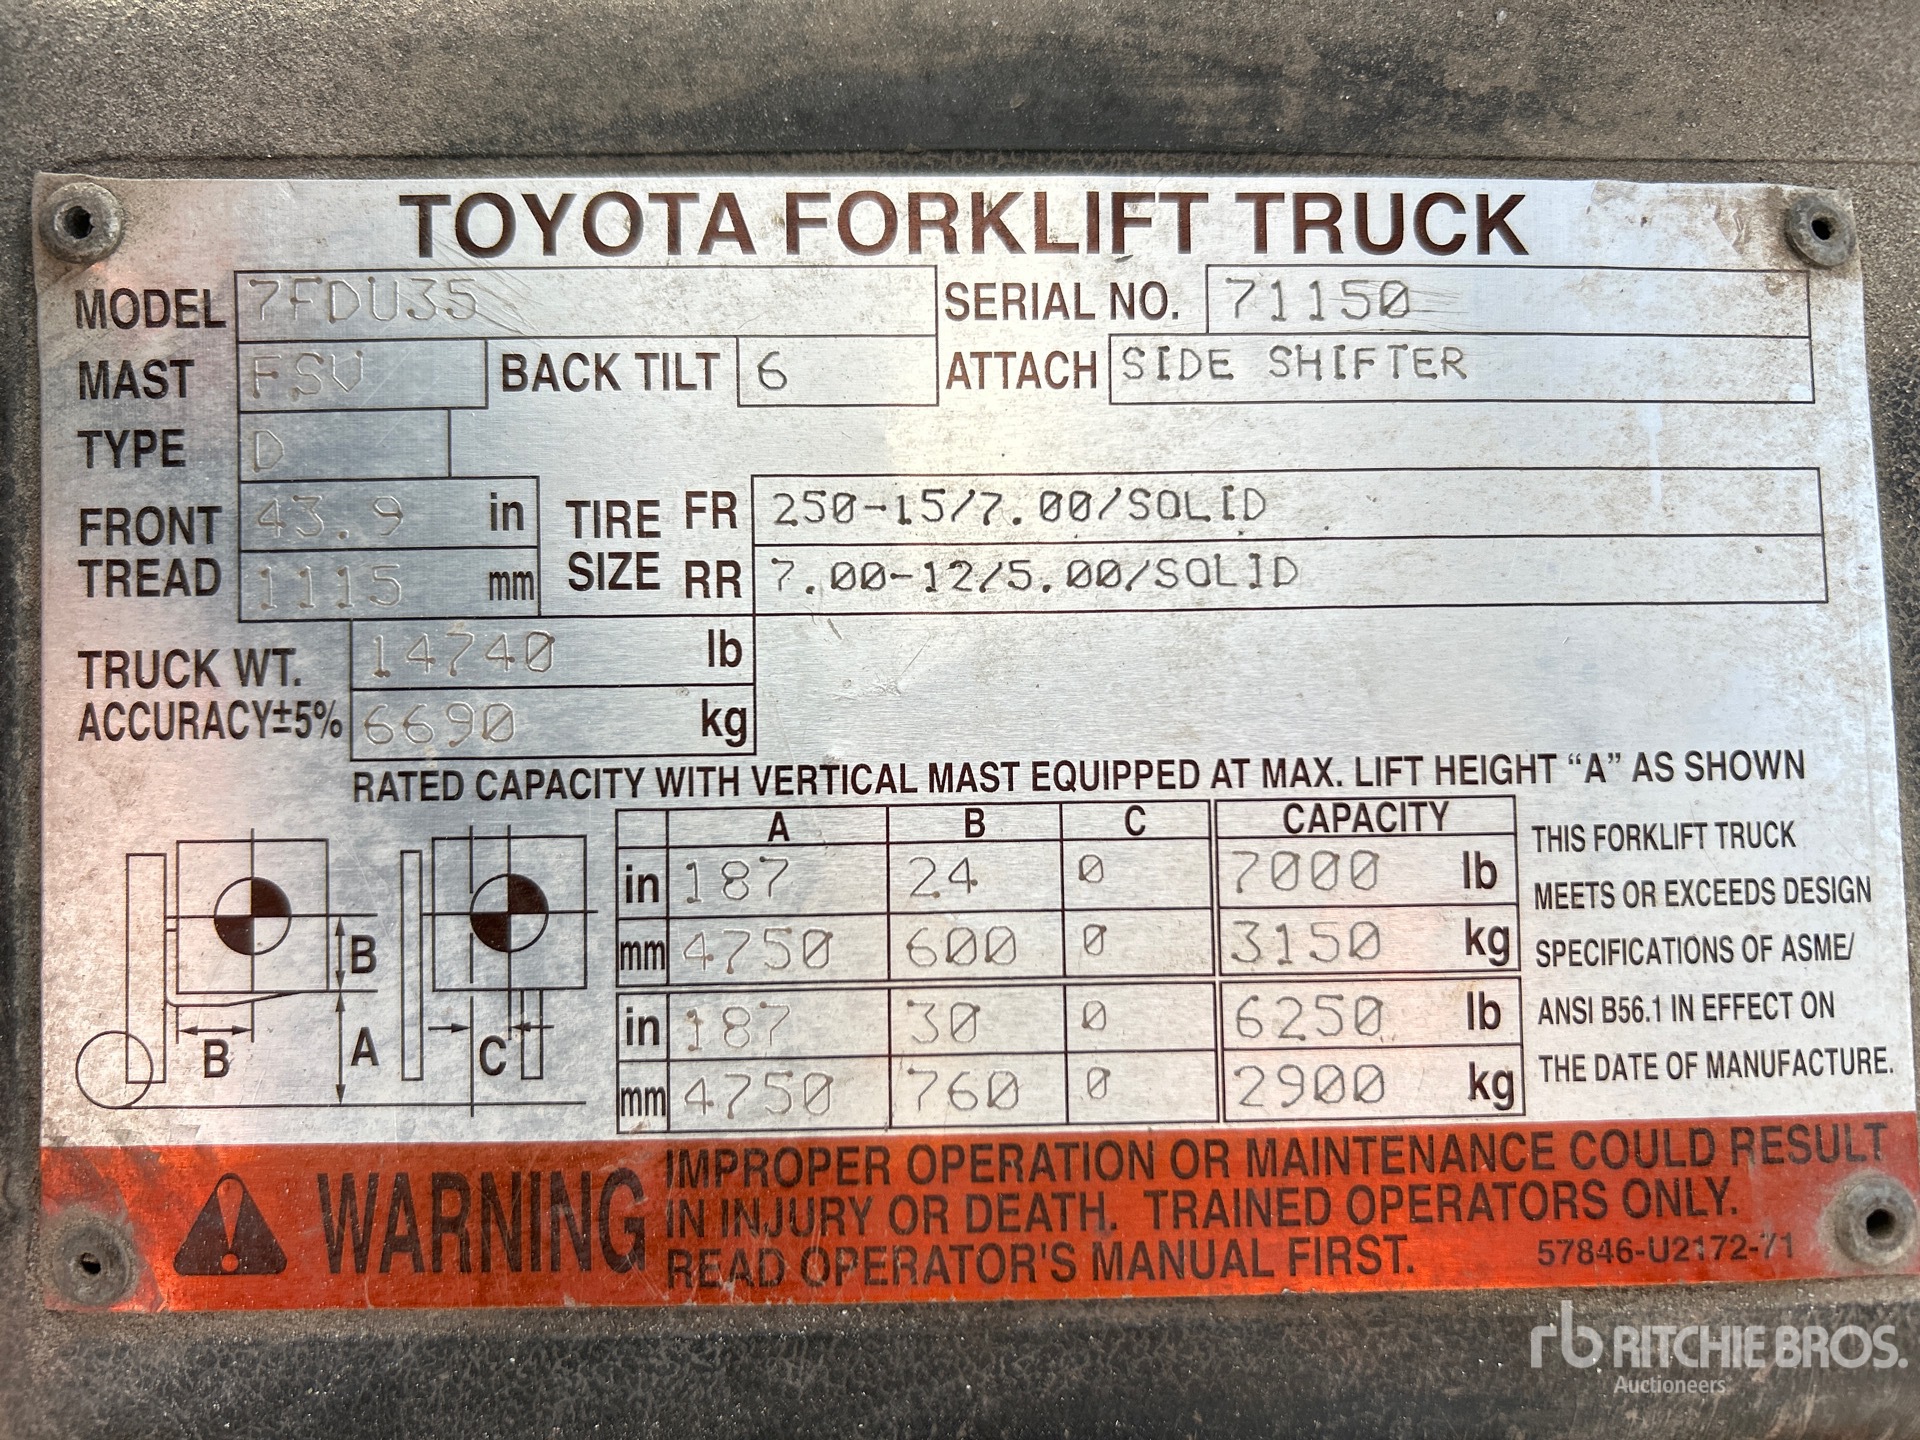 TOYOTA FORKLIFT TRUCK
MODEL 7FDU35 SERIAL NO. 71150
MAST FSV BACK TILT 6 ATTACH SIDE SHIFTER
TYPE D
FRONT TREAD 43.9 in TIRE SIZE FR 250-15/7.00/SOLID
1115 mm RR 7.00-12/5.00/SOLID
TRUCK WT. 14740 lb
ACCURACY±5% 6690 kg
RATED CAPACITY WITH VERTICAL MAST EQUIPPED AT MAX. LIFT HEIGHT "A" AS SHOWN
A B C CAPACITY
in 187 24 0 7000 lb
mm 4750 600 0 3150 kg
in 187 30 0 6250 lb
mm 4750 760 0 2900 kg
B
B
A
C
THIS FORKLIFT TRUCK
MEETS OR EXCEEDS DESIGN
SPECIFICATIONS OF ASME/
ANSI B56.1 IN EFFECT ON
THE DATE OF MANUFACTURE.
WARNING
IMPROPER OPERATION OR MAINTENANCE COULD RESULT
IN INJURY OR DEATH. TRAINED OPERATORS ONLY.
READ OPERATOR'S MANUAL FIRST.
57846-U2172-71
rb RITCHIE BROS.
Auctioneers